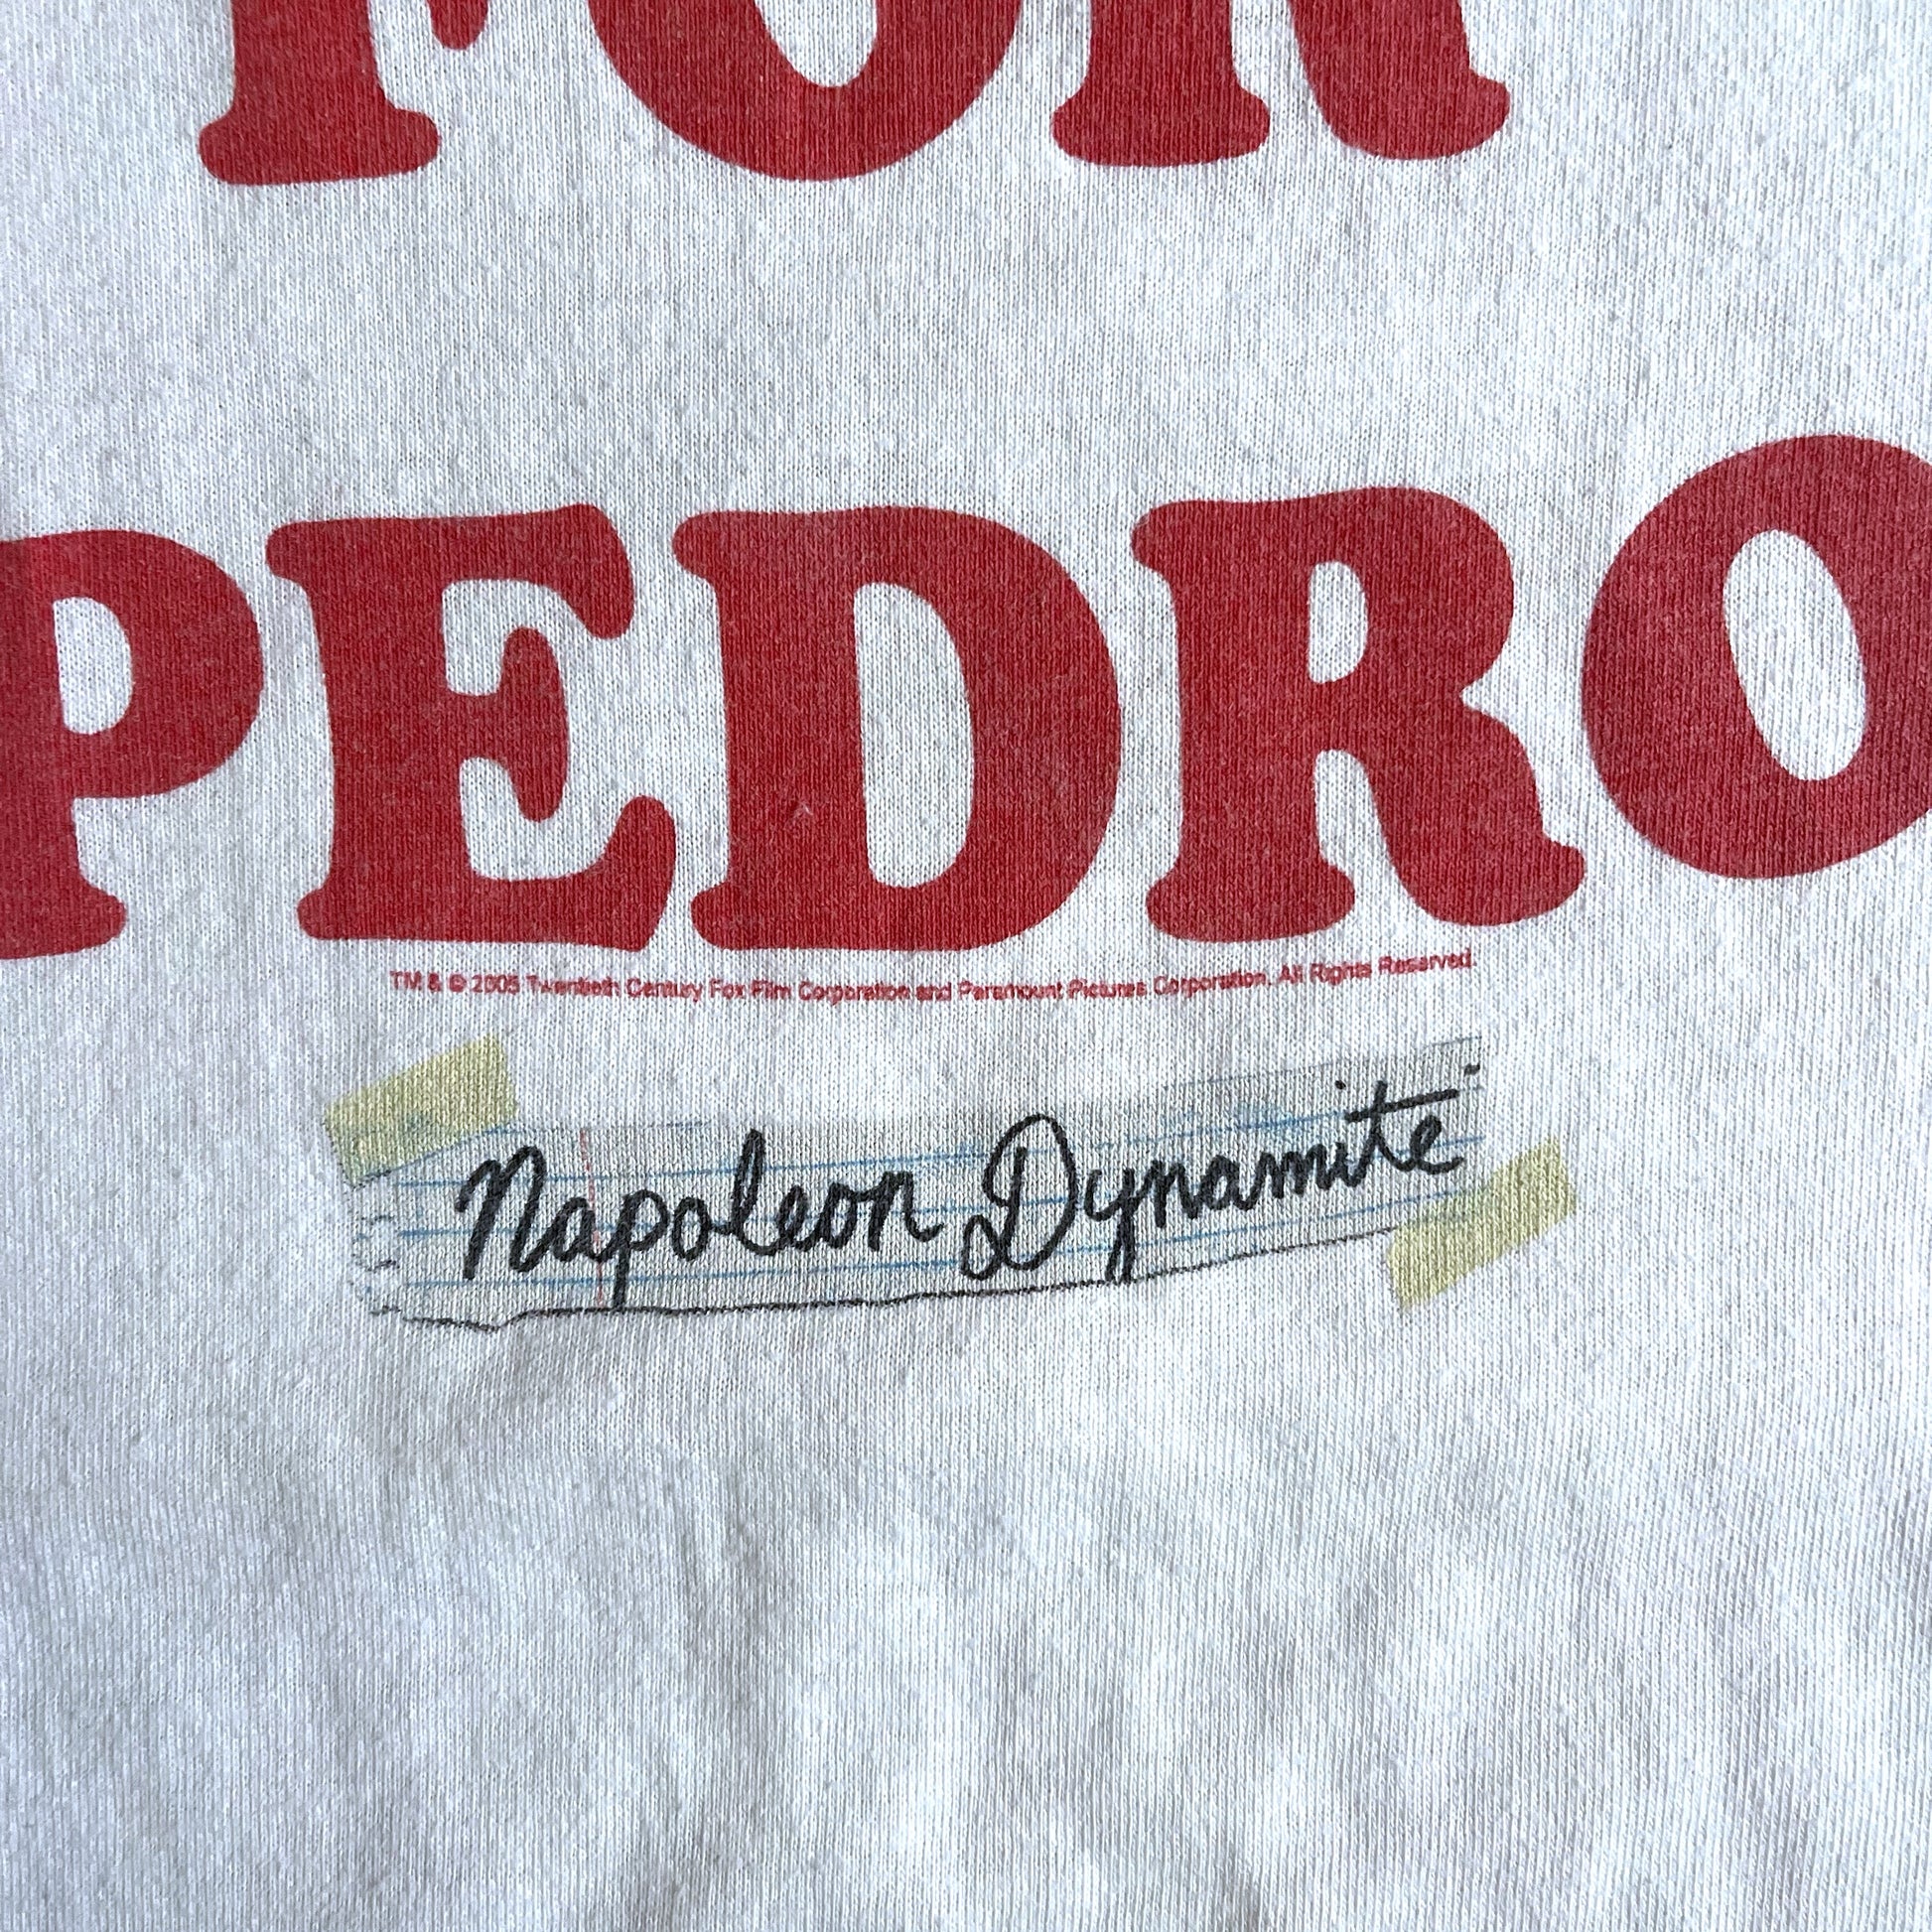 FOR
PEDRO
TM & © 2005 Twentieth Century Fox Film Corporation and Paramount Pictures Corporation. All Rights Reserved.
Napoleon Dynamite